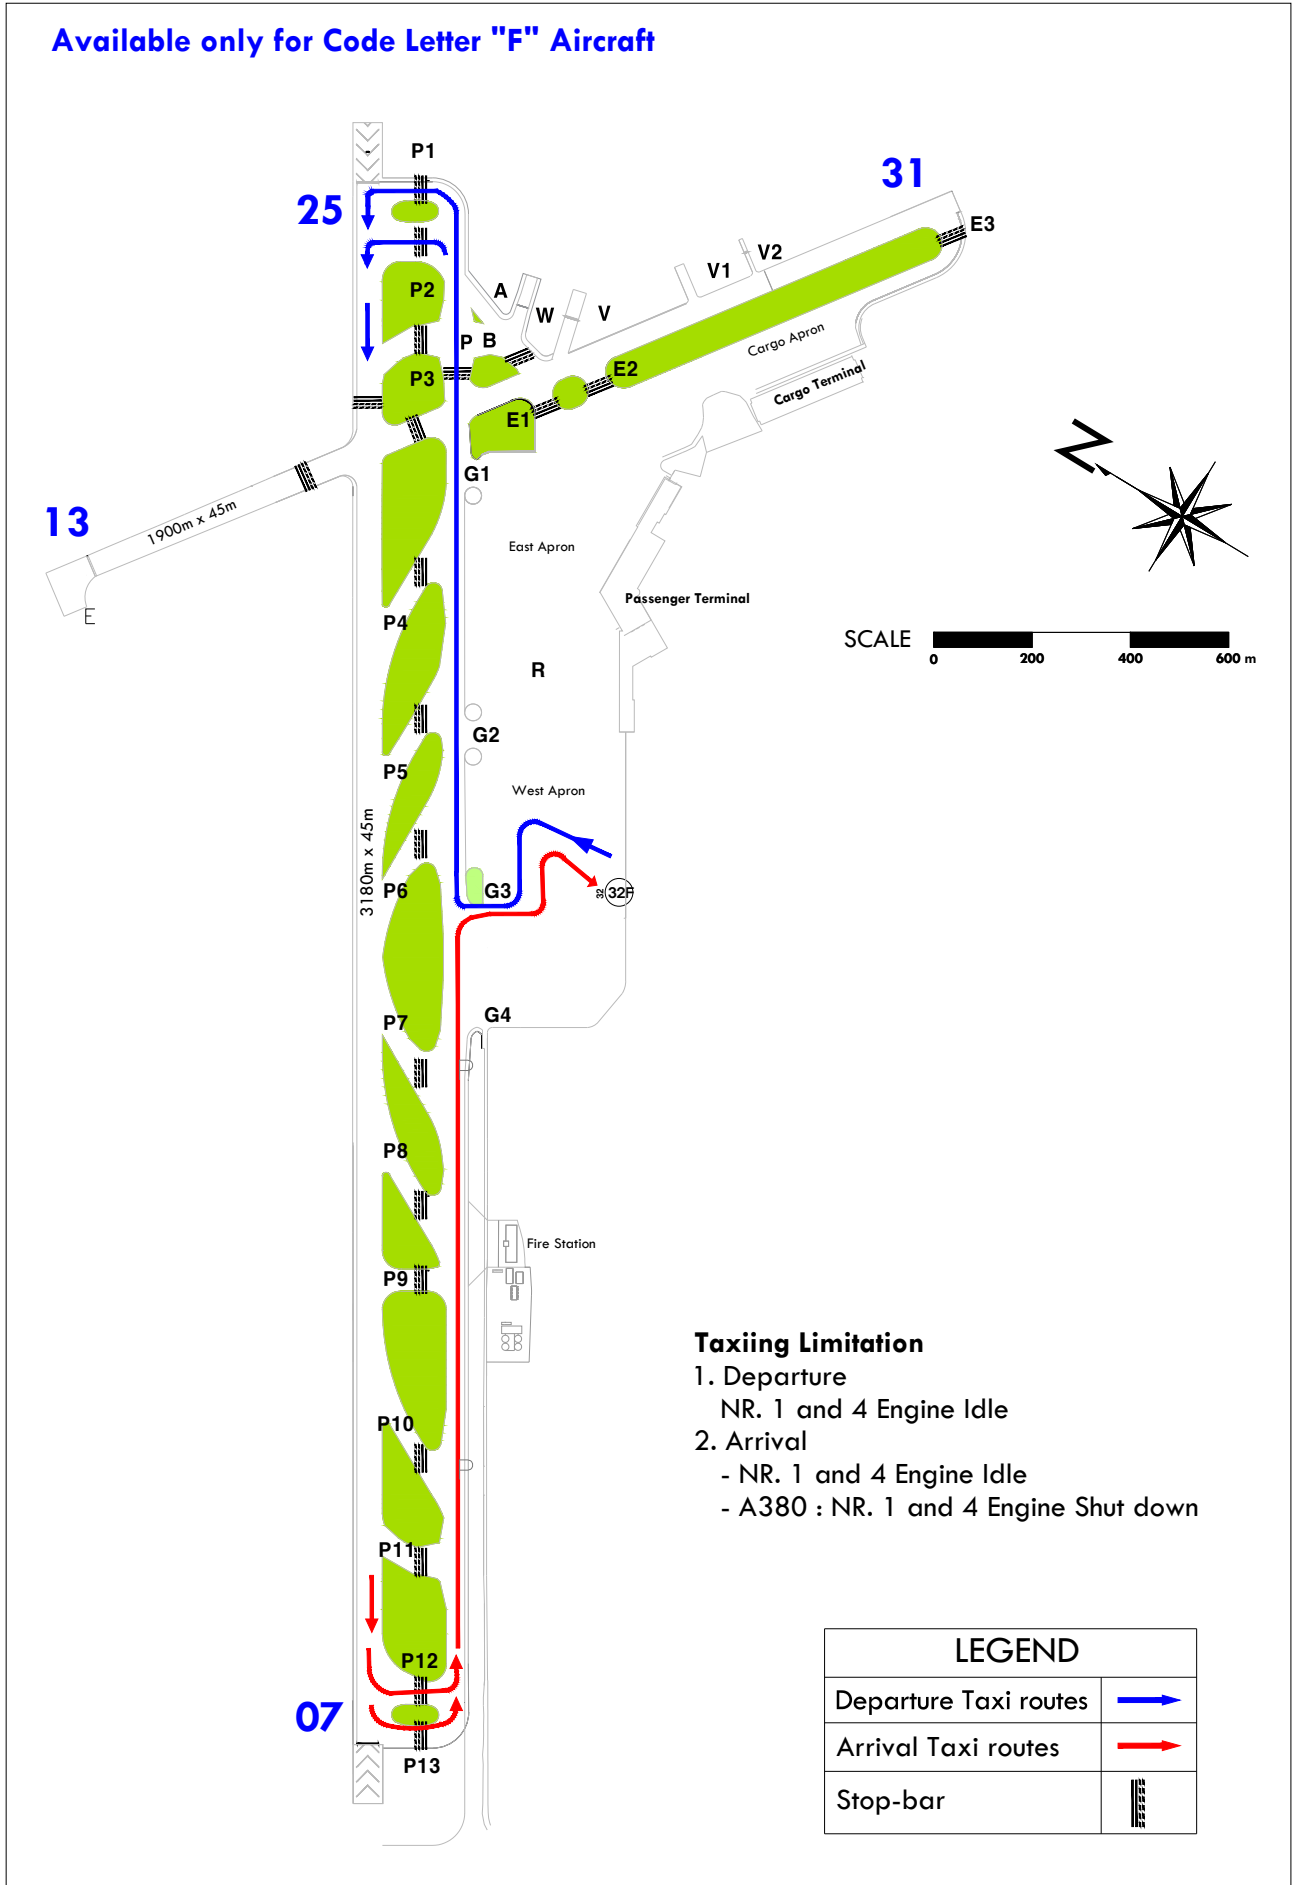 Available only for Code Letter "F" Aircraft
P1
31
25
E3
V2
V1
P2
A
W
V
P
B
Cargo Apron
P3
E2
Cargo Terminal
E1
G1
13
1900m x 45m
East Apron
E
Passenger Terminal
P4
SCALE
0
200
400
600 m
R
G2
P5
West Apron
3180m x 45m
P6
G3
32
32F
G4
P7
P8
Fire Station
P9
Taxiing Limitation
1. Departure
NR. 1 and 4 Engine Idle
2. Arrival
- NR. 1 and 4 Engine Idle
- A380 : NR. 1 and 4 Engine Shut down
P10
P11
P12
07
P13
LEGEND
Departure Taxi routes
Arrival Taxi routes
Stop-bar